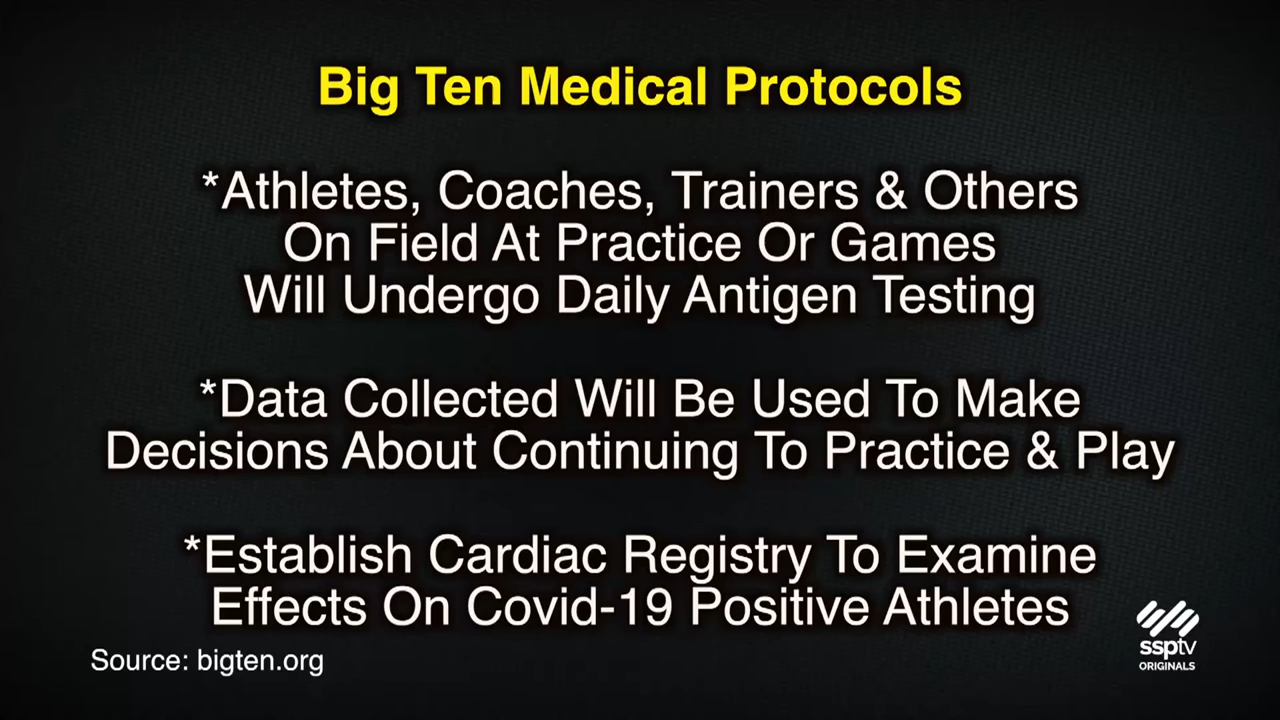 Big Ten Medical Protocols
*Athletes, Coaches, Trainers & Others
On Field At Practice Or Games
Will Undergo Daily Antigen Testing
*Data Collected Will Be Used To Make
Decisions About Continuing To Practice & Play
*Establish Cardiac Registry To Examine
Effects On Covid-19 Positive Athletes
Source: bigten.org
ssptv
ORIGINALS